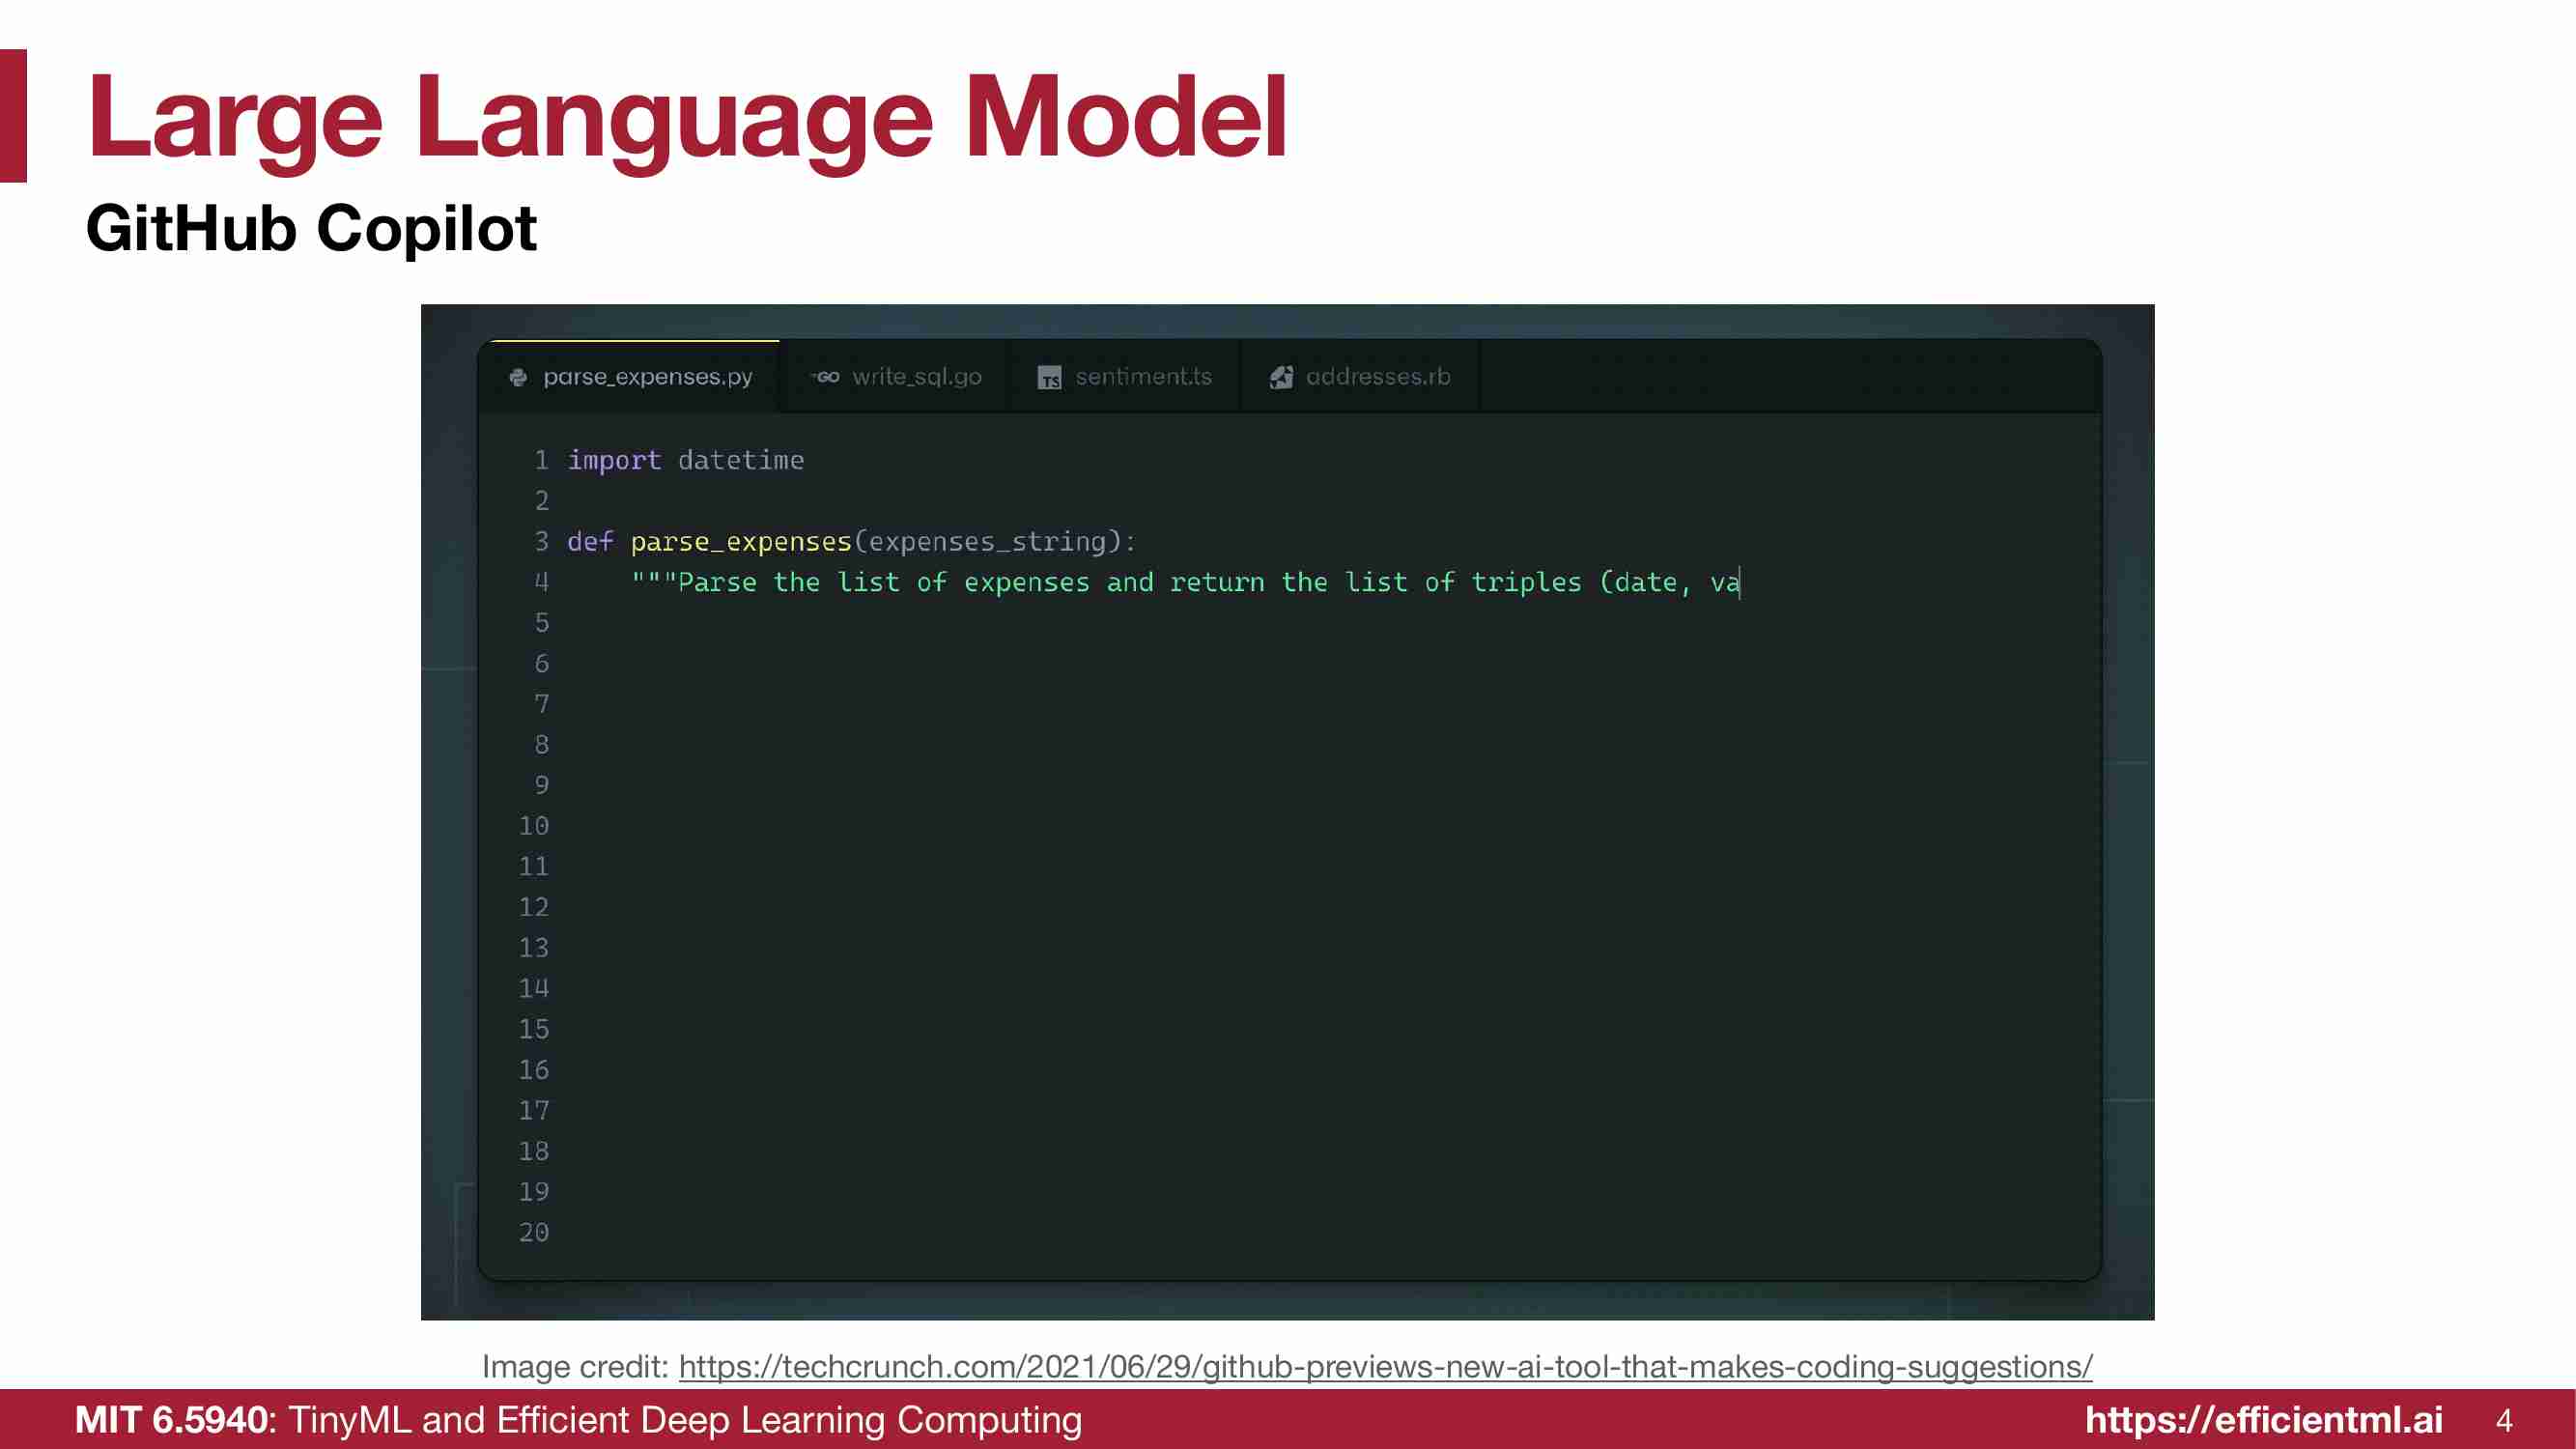 Large Language Model
GitHub Copilot
parse_expenses.py GO write_sql.go TS sentiment.ts addresses.rb
1 import datetime
2
3 def parse_expenses(expenses_string):
4 """Parse the list of expenses and return the list of triples (date, va
5
6
7
8
9
10
11
12
13
14
15
16
17
18
19
20
Image credit: https://techcrunch.com/2021/06/29/github-previews-new-ai-tool-that-makes-coding-suggestions/
MIT 6.5940: TinyML and Efficient Deep Learning Computing https://efficientml.ai 4